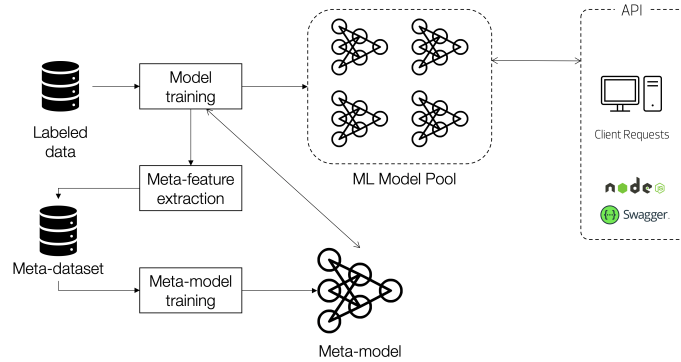 API
Model
training
Labeled
data
Client Requests
ML Model Pool
Meta-feature
extraction
node JS
{···} Swagger.
Meta-dataset
Meta-model
training
Meta-model